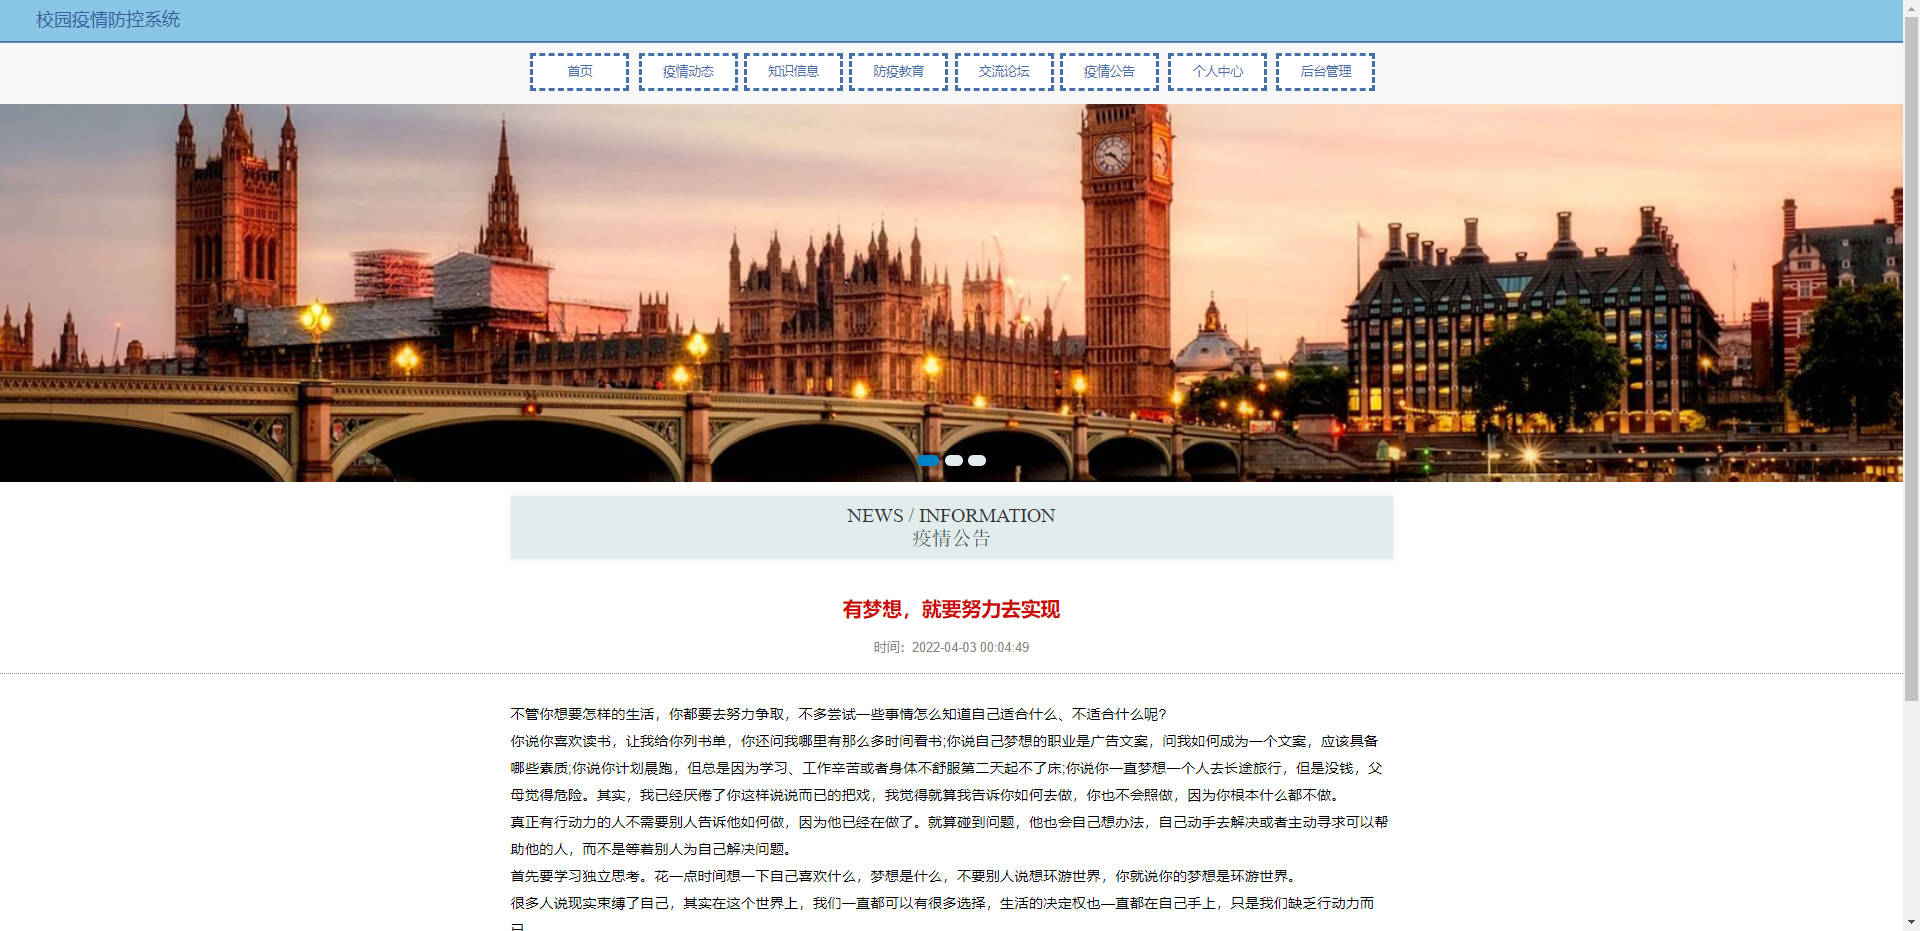 校园疫情防控系统
首页 疫情动态 知识信息 防疫教育 交流论坛 疫情公告 个人中心 后台管理
NEWS / INFORMATION
疫情公告
有梦想，就要努力去实现
时间：2022-04-03 00:04:49
不管你想要怎样的生活，你都要去努力争取，不多尝试一些事情怎么知道自己适合什么、不适合什么呢？
你说你喜欢读书，让我给你列书单，你还问我哪里有那么多时间看书;你说自己梦想的职业是广告文案，问我如何成为一个文案，应该具备
哪些素质;你说你计划晨跑，但总是因为学习、工作辛苦或者身体不舒服第二天起不了床;你说你一直梦想一个人去长途旅行，但是没钱，父
母觉得危险。其实，我已经厌倦了你这样说说而已的把戏，我觉得就算我告诉你如何去做，你也不会照做，因为你根本什么都不做。
真正有行动力的人不需要别人告诉他如何做，因为他已经在做了。就算碰到问题，他也会自己想办法，自己动手去解决或者主动寻求可以帮
助他的人，而不是等着别人为自己解决问题。
首先要学习独立思考。花一点时间想一下自己喜欢什么，梦想是什么，不要别人说想环游世界，你就说你的梦想是环游世界。
很多人说现实束缚了自己，其实在这个世界上，我们一直都可以有很多选择，生活的决定权也—直都在自己手上，只是我们缺乏行动力而